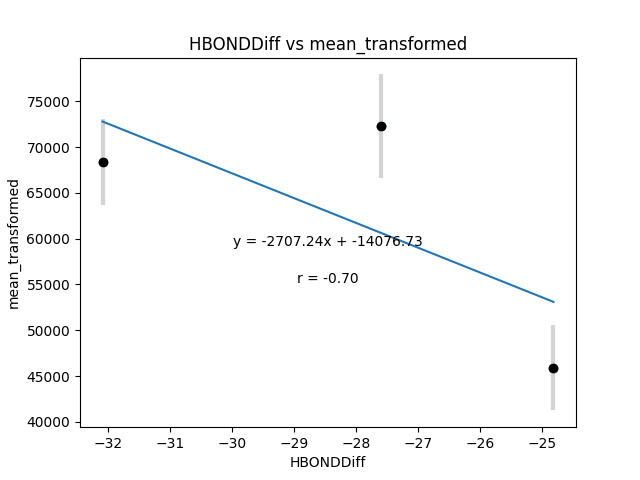 HBONDDiff vs mean_transformed
mean_transformed
75000
70000
65000
60000
55000
50000
45000
40000
y = -2707.24x + -14076.73
r = -0.70
−32 −31 −30 −29 −28 −27 −26 −25
HBONDDiff